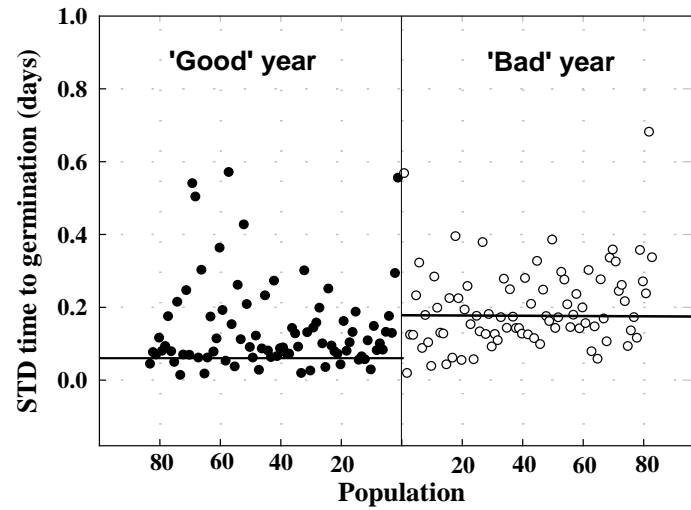 'Good' year
'Bad' year
STD time to germination (days)
1.0
0.8
0.6
0.4
0.2
0.0
80 60 40 20 20 40 60 80
Population